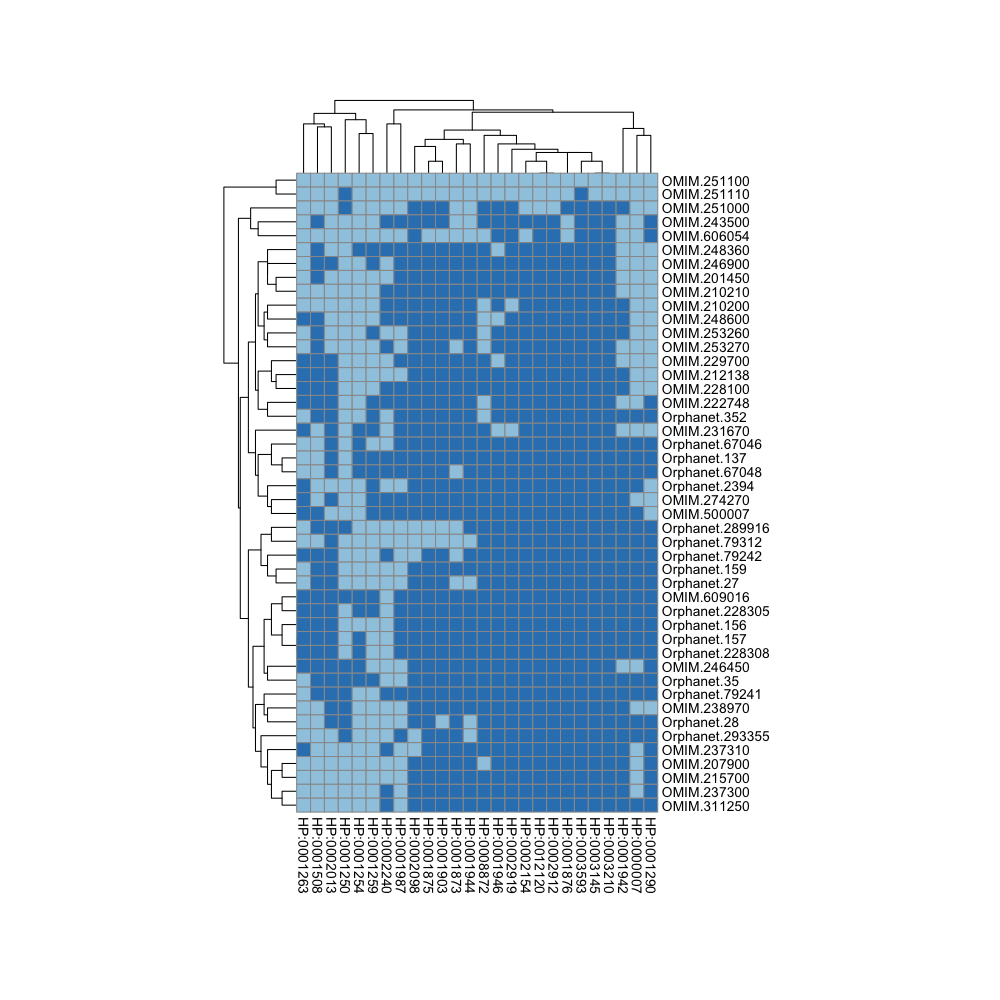 OMIM.251100
OMIM.251110
OMIM.251000
OMIM.243500
OMIM.606054
OMIM.248360
OMIM.246900
OMIM.201450
OMIM.210210
OMIM.210200
OMIM.248600
OMIM.253260
OMIM.253270
OMIM.229700
OMIM.212138
OMIM.228100
OMIM.222748
Orphanet.352
OMIM.231670
Orphanet.67046
Orphanet.137
Orphanet.67048
Orphanet.2394
OMIM.274270
OMIM.500007
Orphanet.289916
Orphanet.79312
Orphanet.79242
Orphanet.159
Orphanet.27
OMIM.609016
Orphanet.228305
Orphanet.156
Orphanet.157
Orphanet.228308
OMIM.246450
Orphanet.35
Orphanet.79241
OMIM.238970
Orphanet.28
Orphanet.293355
OMIM.237310
OMIM.207900
OMIM.215700
OMIM.237300
OMIM.311250
HP:0001263
HP:0001508
HP:0002013
HP:0001250
HP:0001254
HP:0001259
HP:0002240
HP:0001987
HP:0002098
HP:0001875
HP:0001903
HP:0001873
HP:0001944
HP:0008872
HP:0001946
HP:0002919
HP:0002154
HP:0012120
HP:0002912
HP:0001876
HP:0003593
HP:0003145
HP:0003210
HP:0001942
HP:0000007
HP:0001290